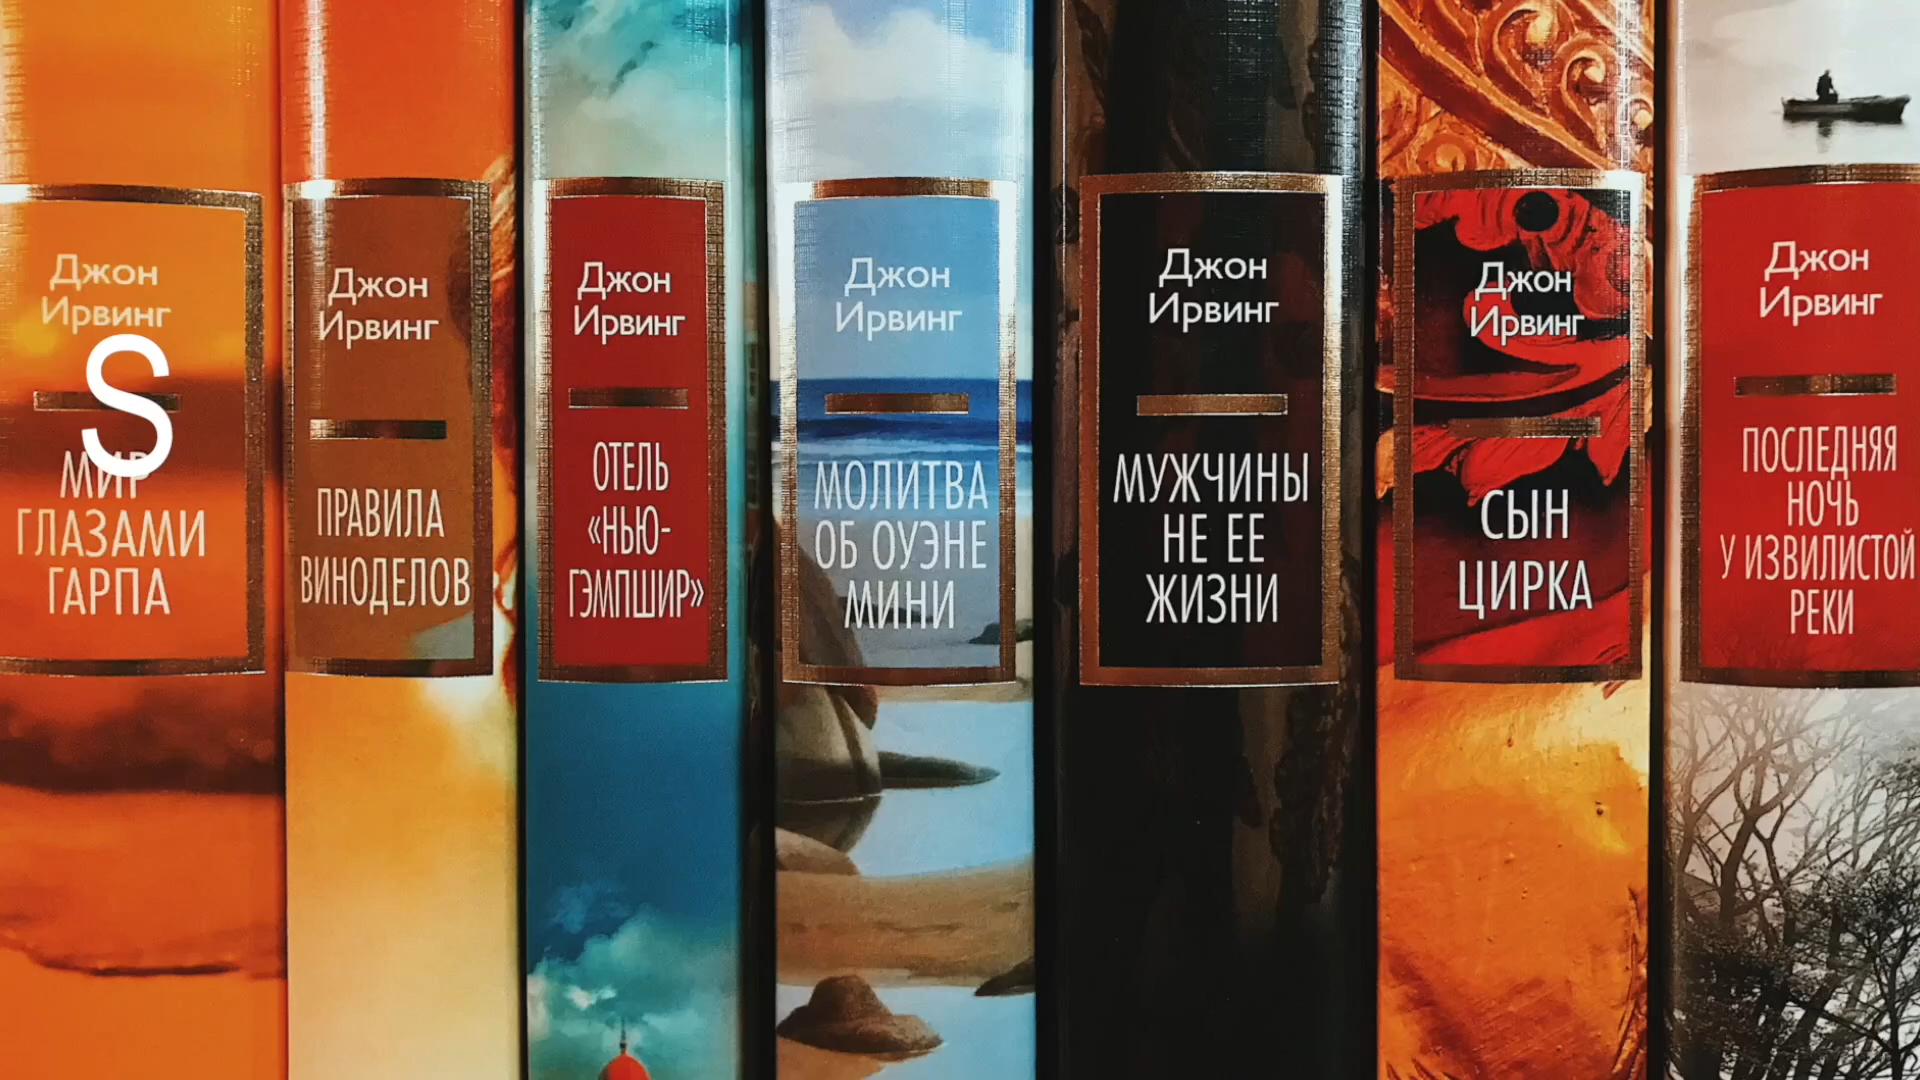 Джон
Ирвинг
S
МИР
ГЛАЗАМИ
ГАРПА
Джон
Ирвинг
ПРАВИЛА
ВИНОДЕЛОВ
Джон
Ирвинг
ОТЕЛЬ
«НЬЮ-
ГЭМПШИР»
Джон
Ирвинг
МОЛИТВА
ОБ ОУЭНЕ
МИНИ
Джон
Ирвинг
МУЖЧИНЫ
НЕ ЕЕ
ЖИЗНИ
Джон
Ирвинг
СЫН
ЦИРКА
Джон
Ирвинг
ПОСЛЕДНЯЯ
НОЧЬ
У ИЗВИЛИСТОЙ
РЕКИ